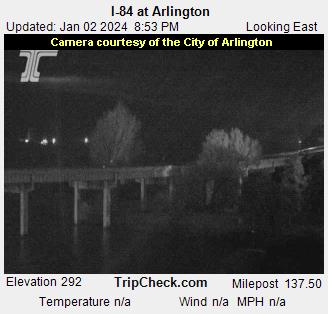 I-84 at Arlington
Updated: Jan 02 2024 8:53 PM Looking East
Camera courtesy of the City of Arlington
Elevation 292 TripCheck.com Milepost 137.50
Temperature n/a Wind n/a MPH n/a